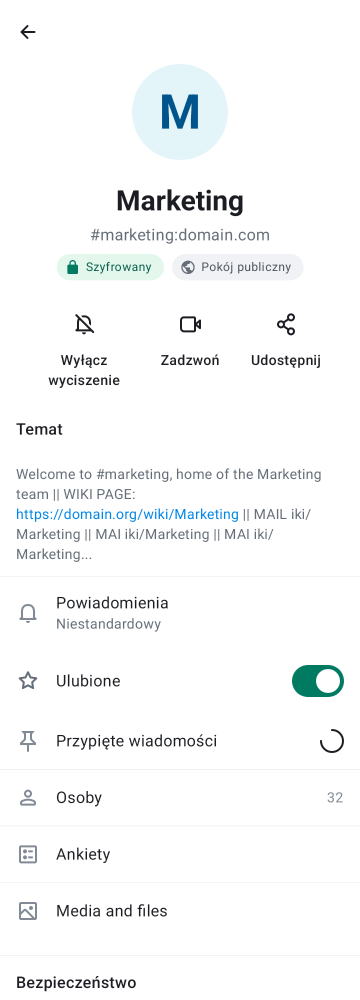 M
Marketing
#marketing:domain.com
Szyfrowany
Pokój publiczny
Wyłącz
wyciszenie
Zadzwoń
Udostępnij
Temat
Welcome to #marketing, home of the Marketing
team || WIKI PAGE:
https://domain.org/wiki/Marketing || MAIL iki/
Marketing || MAI iki/Marketing || MAI iki/
Marketing...
Powiadomienia
Niestandardowy
Ulubione
Przypięte wiadomości
Osoby 32
Ankiety
Media and files
Bezpieczeństwo